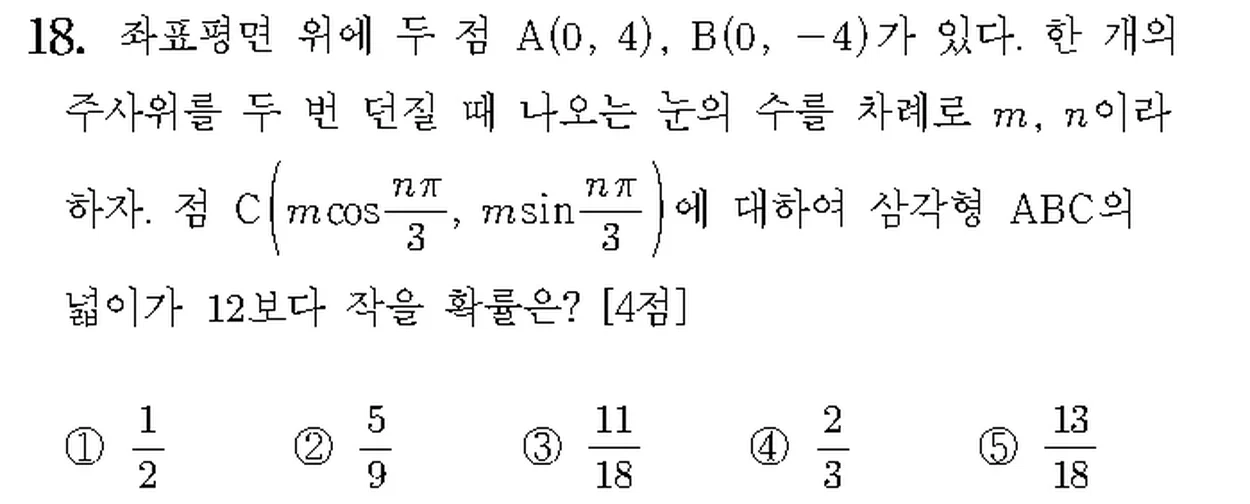 18. 좌표평면 위에 두 점 A(0, 4), B(0, −4)가 있다. 한 개의
주사위를 두 번 던질 때 나오는 눈의 수를 차례로 m, n이라
하자. 점 C(m cos nπ/3, m sin nπ/3)에 대하여 삼각형 ABC의
넓이가 12보다 작을 확률은? [4점]
① 1/2 ② 5/9 ③ 11/18 ④ 2/3 ⑤ 13/18